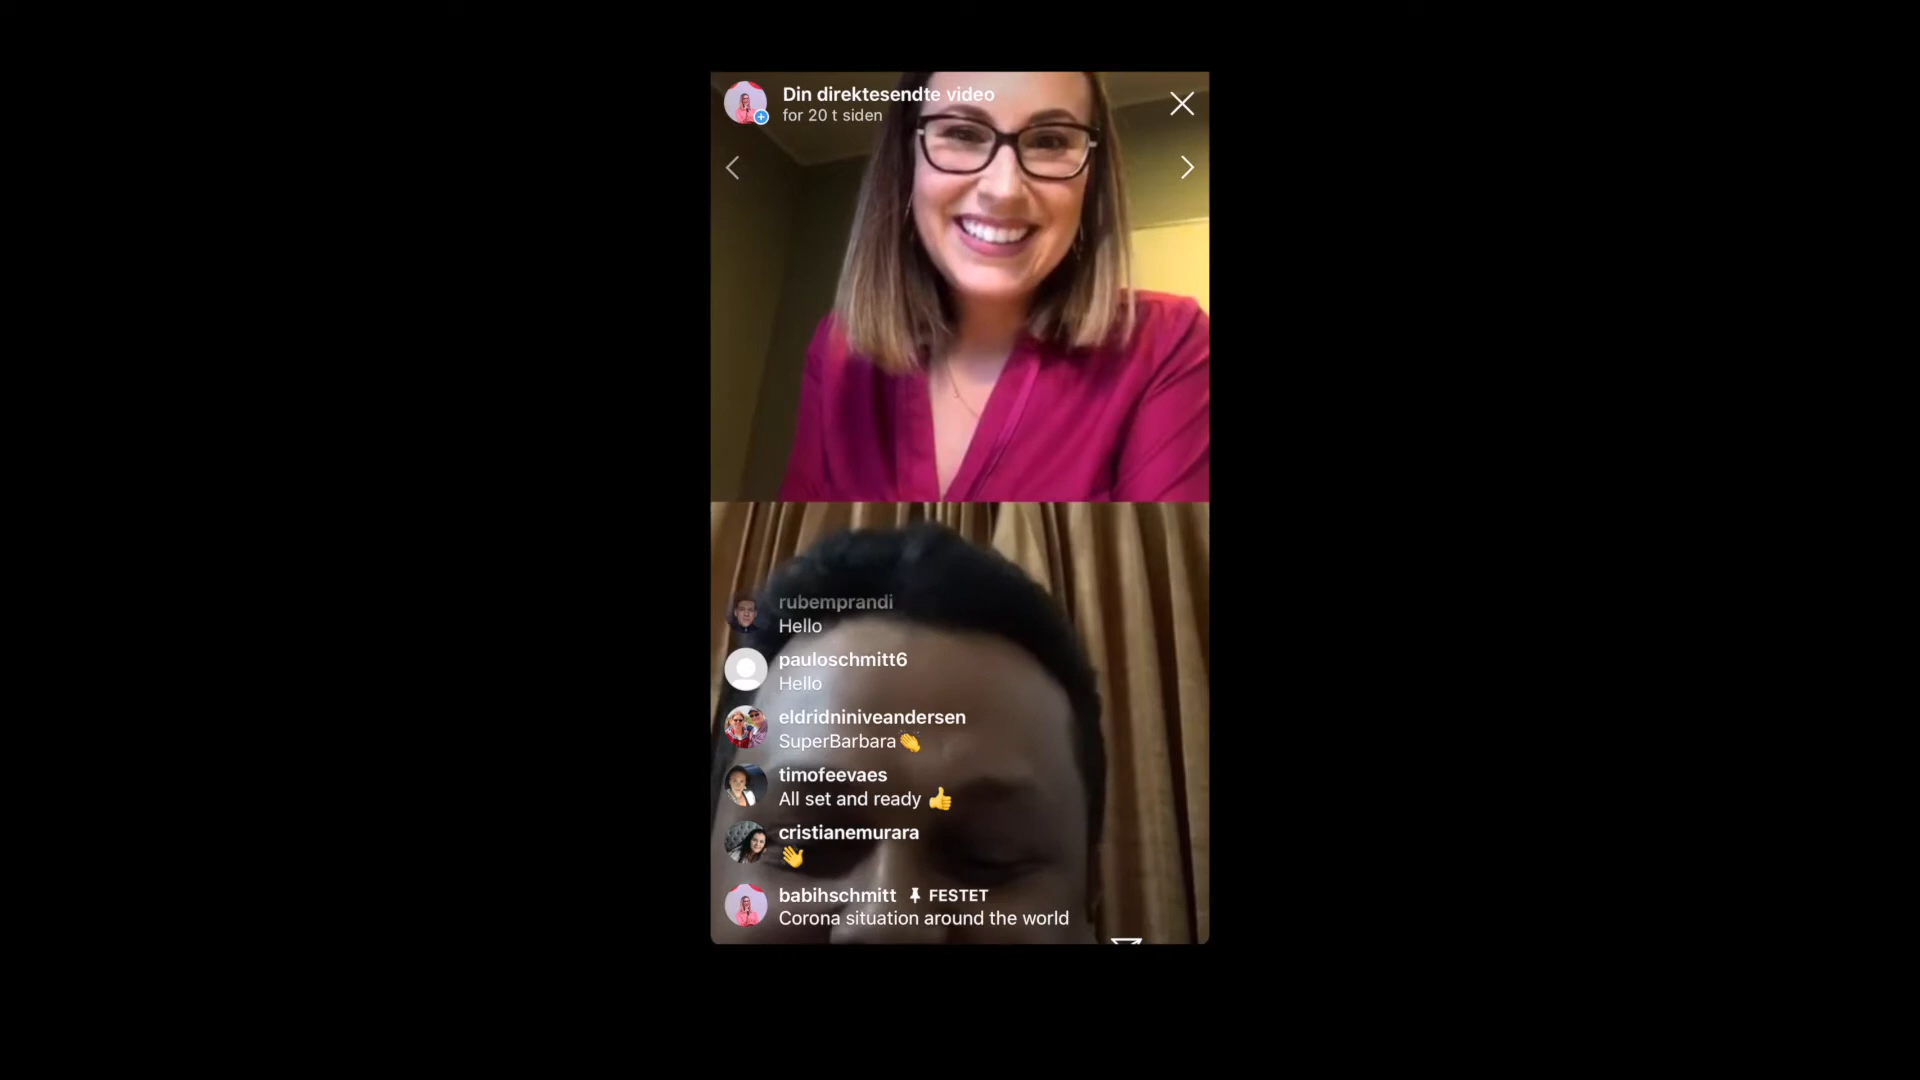 Din direktesendte video
for 20 t siden
rubemprandi
Hello
pauloschmitt6
Hello
eldridniniveandersen
SuperBarbara👏
timofeevaes
All set and ready 👍
cristianemurara
👋
babihschmitt 📌 FESTET
Corona situation around the world